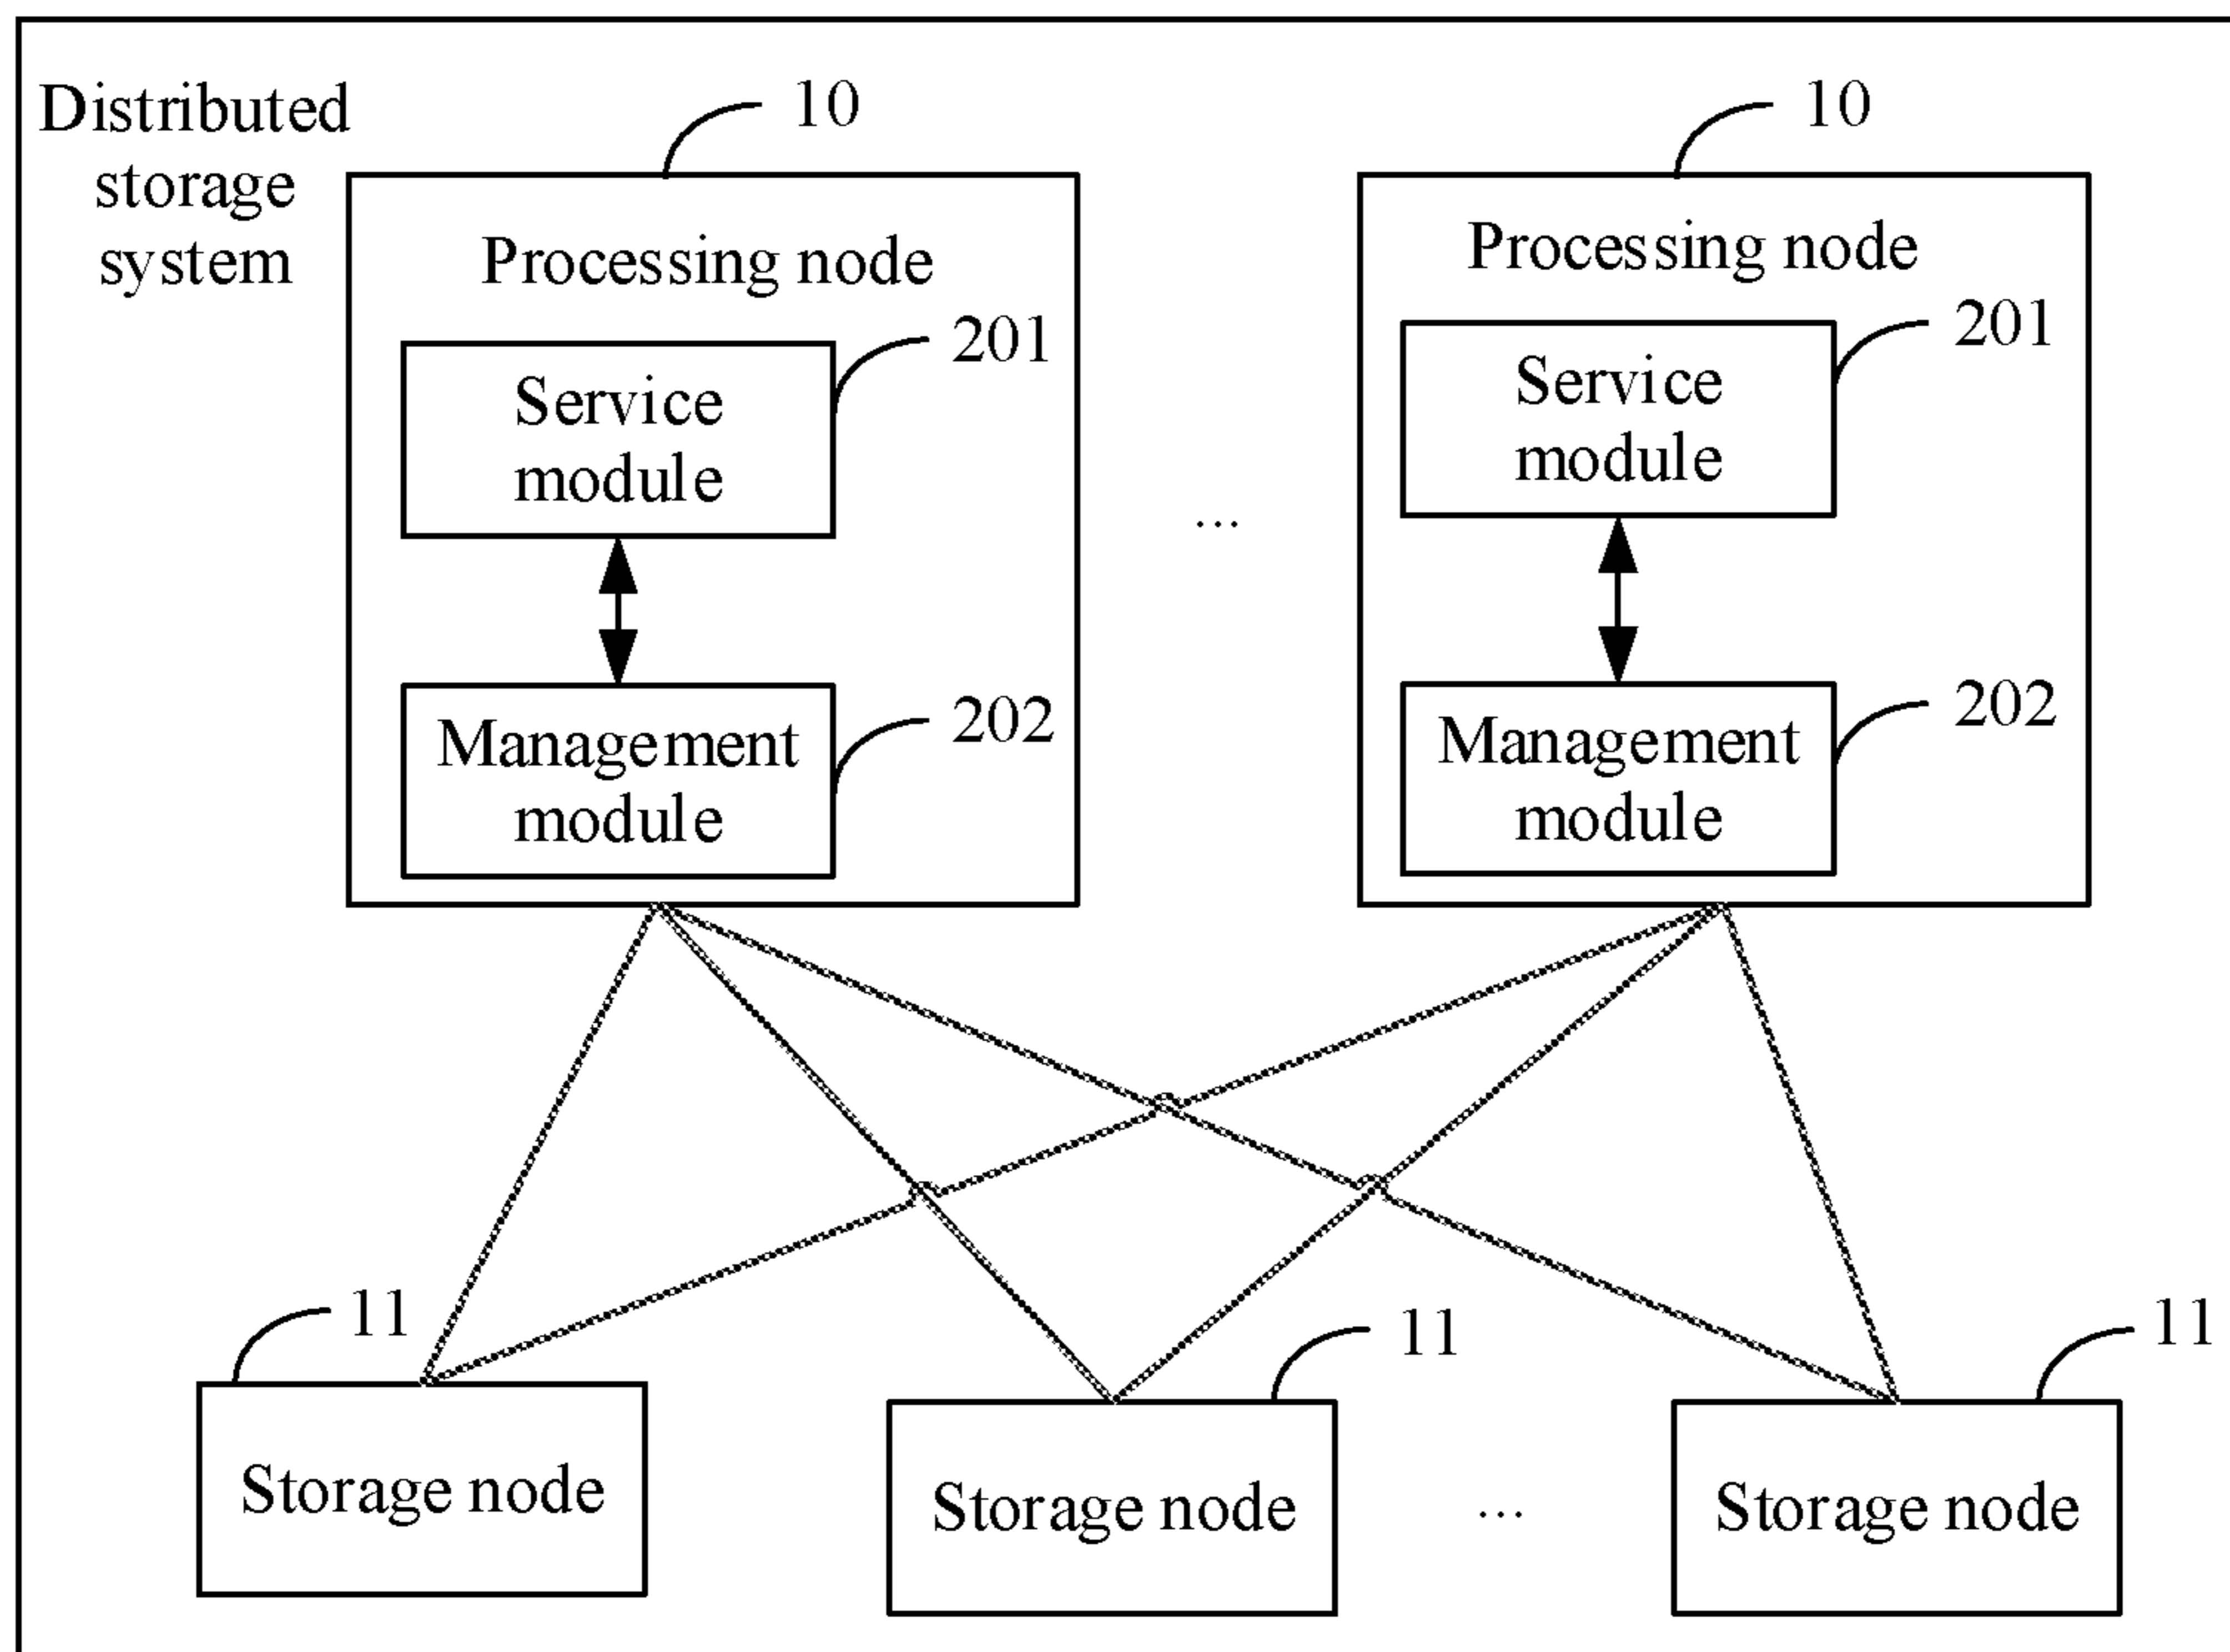 Distributed
storage
system
10
Processing node
201
Service
module
202
Management
module
...
10
Processing node
201
Service
module
202
Management
module
11
Storage node
11
Storage node
...
11
Storage node